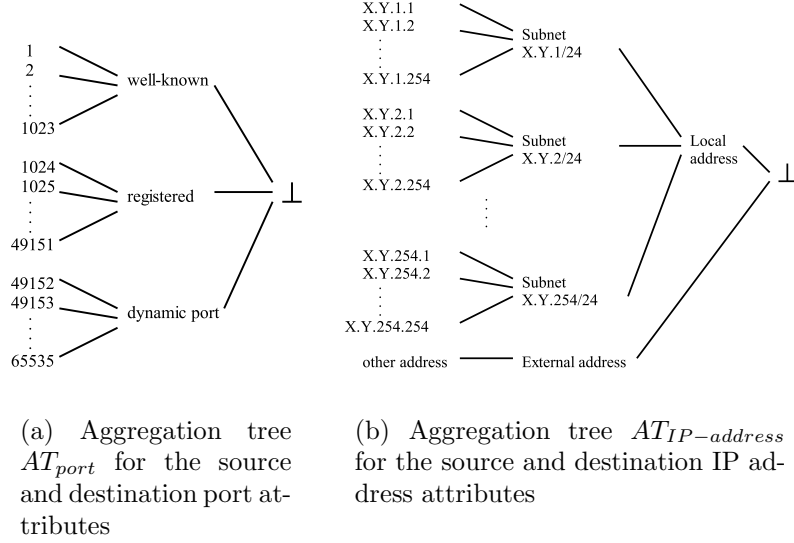 1
2
1023
well-known
1024
1025
49151
registered
49152
49153
65535
dynamic port
⊥
X.Y.1.1
X.Y.1.2
X.Y.1.254
Subnet
X.Y.1/24
X.Y.2.1
X.Y.2.2
X.Y.2.254
Subnet
X.Y.2/24
X.Y.254.1
X.Y.254.2
X.Y.254.254
Subnet
X.Y.254/24
Local
address
other address
External address
⊥
(a) Aggregation tree
AT_port for the source
and destination port at-
tributes
(b) Aggregation tree AT_IP−address
for the source and destination IP ad-
dress attributes